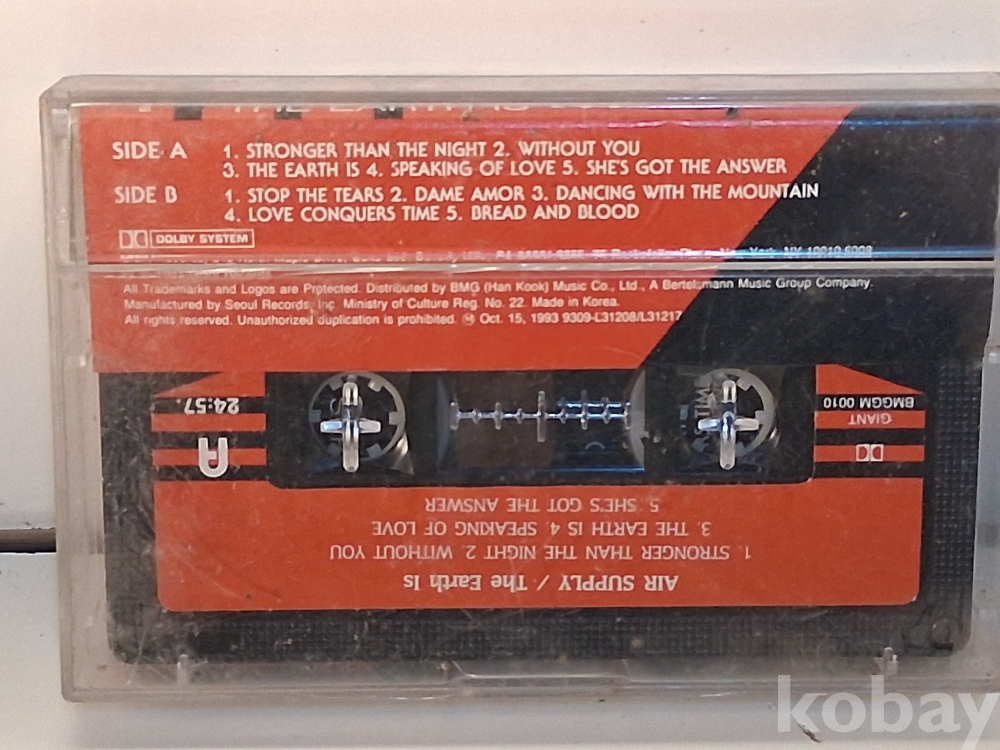 SIDE A 1. STRONGER THAN THE NIGHT 2. WITHOUT YOU
3. THE EARTH IS 4. SPEAKING OF LOVE 5. SHE'S GOT THE ANSWER
SIDE B 1. STOP THE TEARS 2. DAME AMOR 3. DANCING WITH THE MOUNTAIN
4. LOVE CONQUERS TIME 5. BREAD AND BLOOD
DOLBY SYSTEM
All Trademarks and Logos are Protected. Distributed by BMG (Han Kook) Music Co., Ltd., A Bertelsmann Music Group Company.
Manufactured by Seoul Records, Inc. Ministry of Culture Reg. No. 22. Made in Korea.
All rights reserved. Unauthorized duplication is prohibited. Ⓟ Oct. 15, 1993 9309-L31208/L31217
AIR SUPPLY / The Earth Is
1. STRONGER THAN THE NIGHT 2. WITHOUT YOU
3. THE EARTH IS 4. SPEAKING OF LOVE
5. SHE'S GOT THE ANSWER
A
GIANT
BMGGM 0010
24:57.
kobay